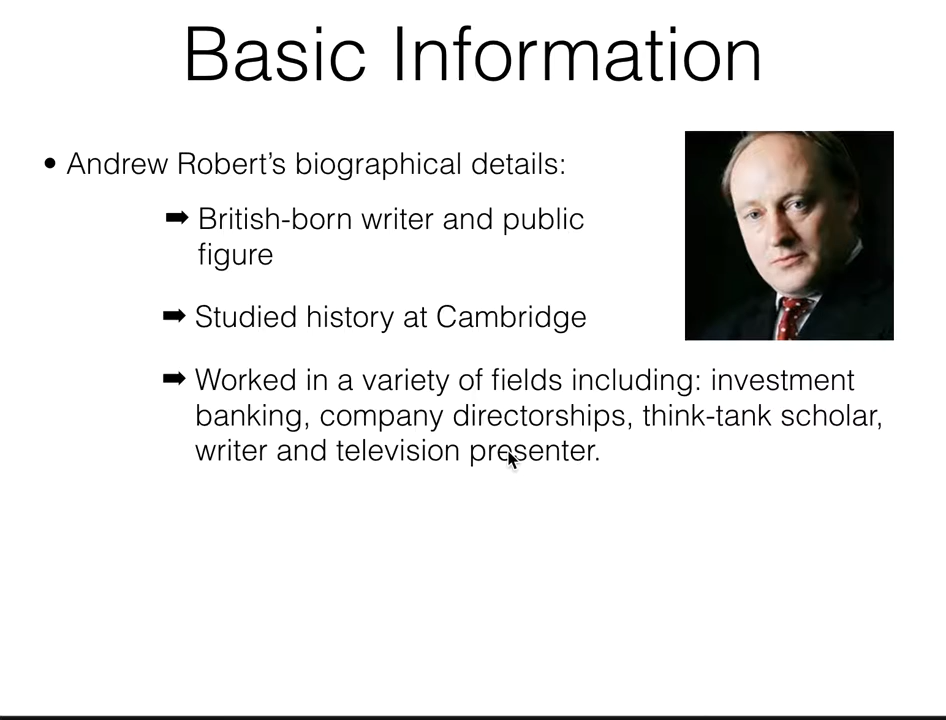 Basic Information
• Andrew Robert’s biographical details:
➡ British-born writer and public
figure
➡ Studied history at Cambridge
➡ Worked in a variety of fields including: investment
banking, company directorships, think-tank scholar,
writer and television presenter.